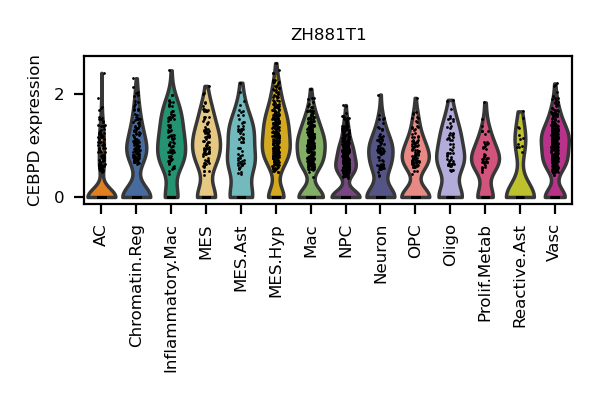 ZH881T1
CEBPD expression
2
0
AC
Chromatin.Reg
Inflammatory.Mac
MES
MES.Ast
MES.Hyp
Mac
NPC
Neuron
OPC
Oligo
Prolif.Metab
Reactive.Ast
Vasc